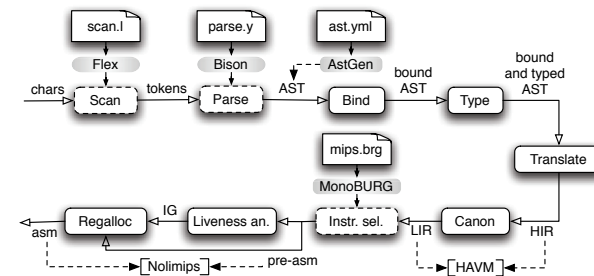 scan.l
parse.y
ast.yml
Flex
Bison
AstGen
chars
Scan
tokens
Parse
AST
Bind
bound
AST
Type
bound
and typed
AST
mips.brg
Translate
MonoBURG
Regalloc
IG
Liveness an.
Instr. sel.
Canon
asm
LIR
HIR
pre-asm
[Nolimips]
[HAVM]